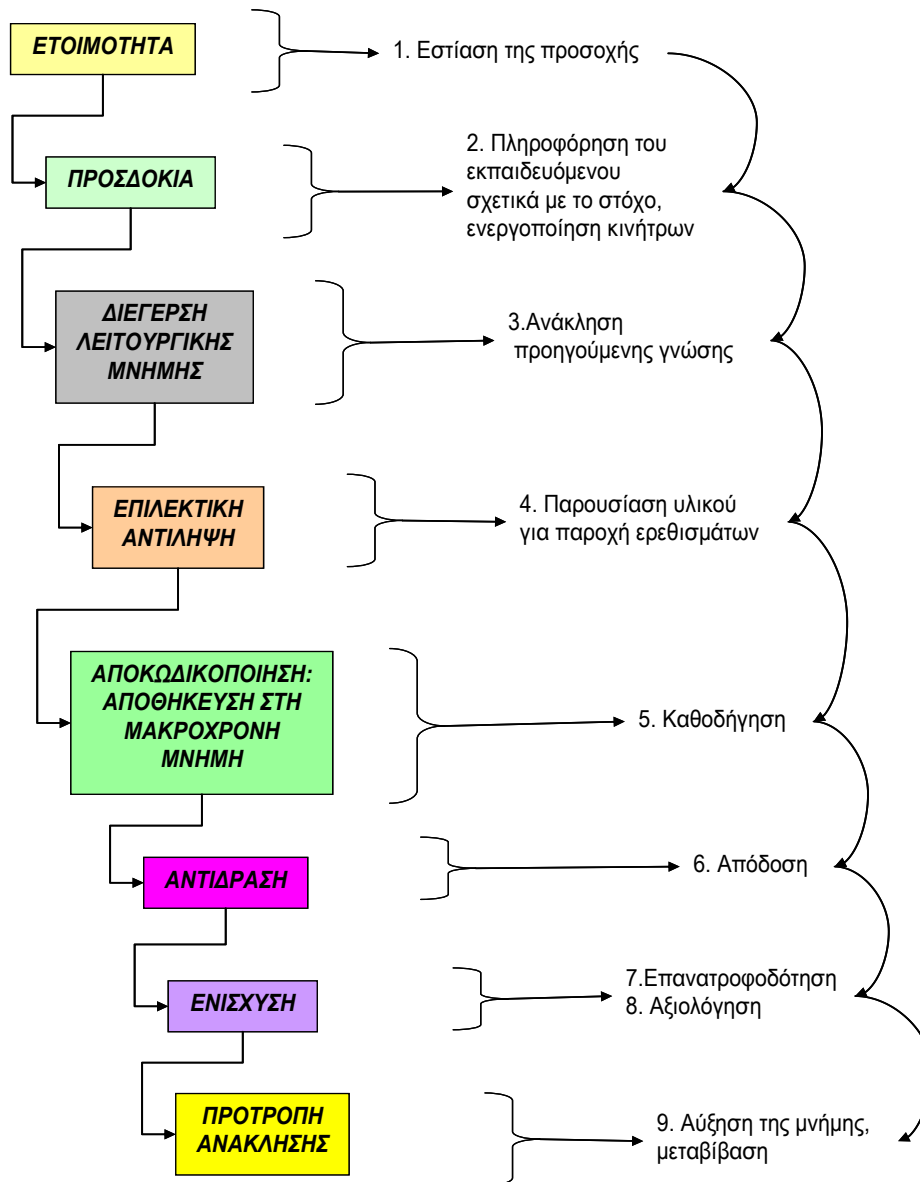 ΕΤΟΙΜΟΤΗΤΑ
1. Εστίαση της προσοχής
ΠΡΟΣΔΟΚΙΑ
2. Πληροφόρηση του
εκπαιδευόμενου
σχετικά με το στόχο,
ενεργοποίηση κινήτρων
ΔΙΕΓΕΡΣΗ
ΛΕΙΤΟΥΡΓΙΚΗΣ
ΜΝΗΜΗΣ
3.Ανάκληση
προηγούμενης γνώσης
ΕΠΙΛΕΚΤΙΚΗ
ΑΝΤΙΛΗΨΗ
4. Παρουσίαση υλικού
για παροχή ερεθισμάτων
ΑΠΟΚΩΔΙΚΟΠΟΙΗΣΗ:
ΑΠΟΘΗΚΕΥΣΗ ΣΤΗ
ΜΑΚΡΟΧΡΟΝΗ
ΜΝΗΜΗ
5. Καθοδήγηση
ΑΝΤΙΔΡΑΣΗ
6. Απόδοση
ΕΝΙΣΧΥΣΗ
7.Επανατροφοδότηση
8. Αξιολόγηση
ΠΡΟΤΡΟΠΗ
ΑΝΑΚΛΗΣΗΣ
9. Αύξηση της μνήμης,
μεταβίβαση